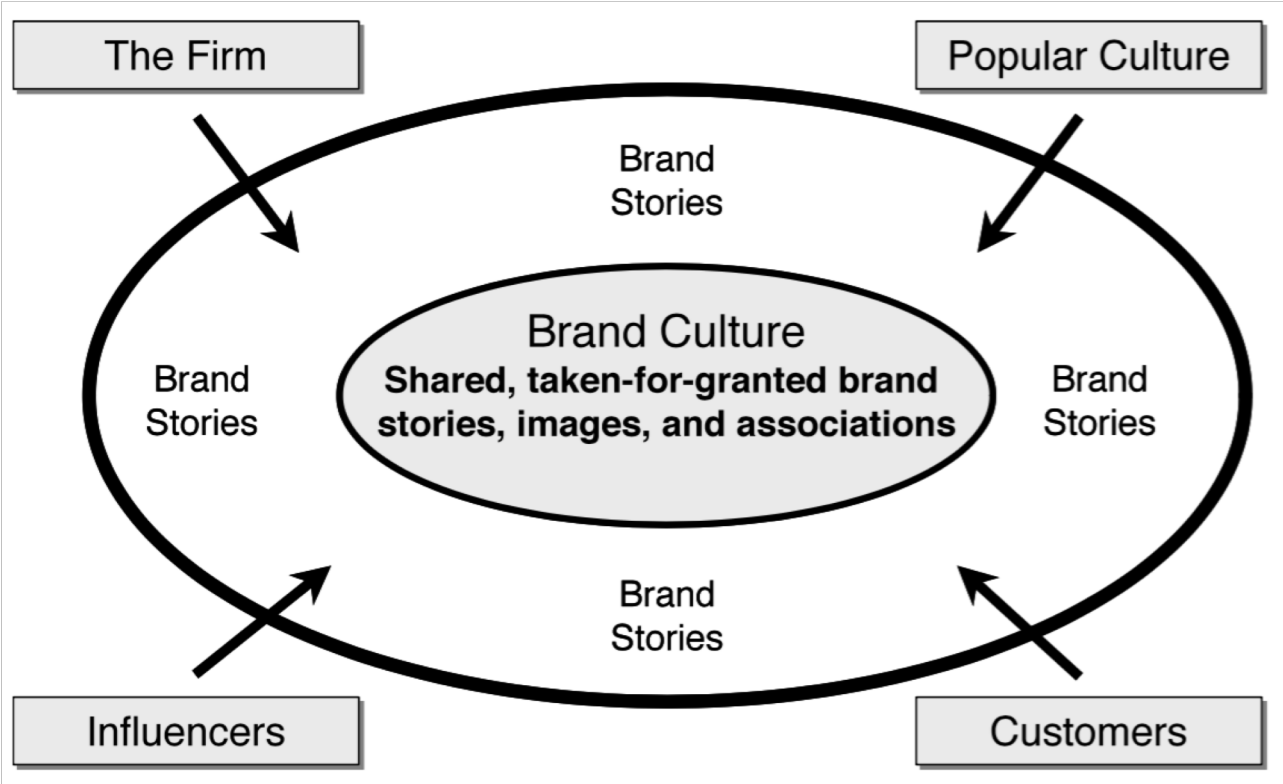 The Firm
Popular Culture
Brand
Stories
Brand Culture
Shared, taken-for-granted brand
stories, images, and associations
Brand
Stories
Brand
Stories
Brand
Stories
Influencers
Customers